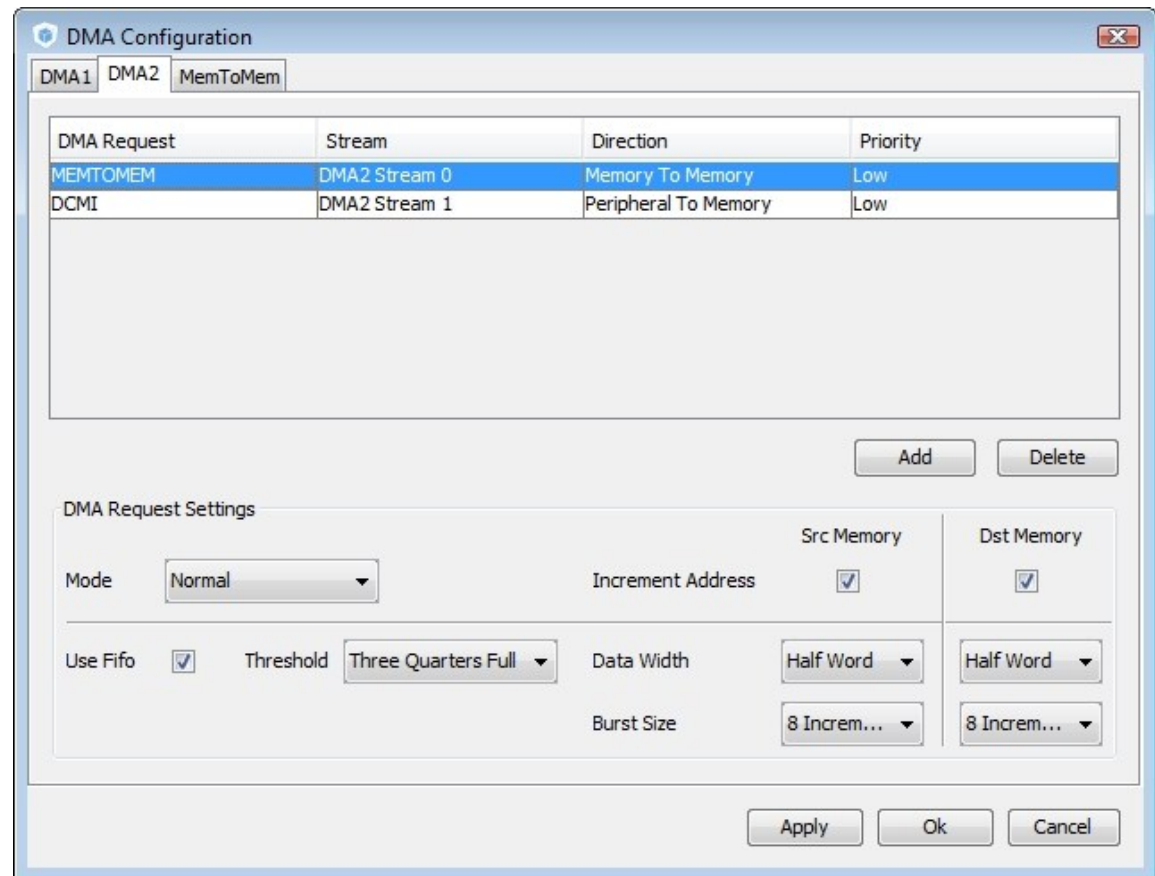 DMA Configuration
DMA1 DMA2 MemToMem
DMA Request Stream Direction Priority
MEMTOMEM DMA2 Stream 0 Memory To Memory Low
DCMI DMA2 Stream 1 Peripheral To Memory Low
Add Delete
DMA Request Settings
Src Memory Dst Memory
Mode Normal Increment Address
Use Fifo Threshold Three Quarters Full Data Width Half Word Half Word
Burst Size 8 Increm... 8 Increm...
Apply Ok Cancel